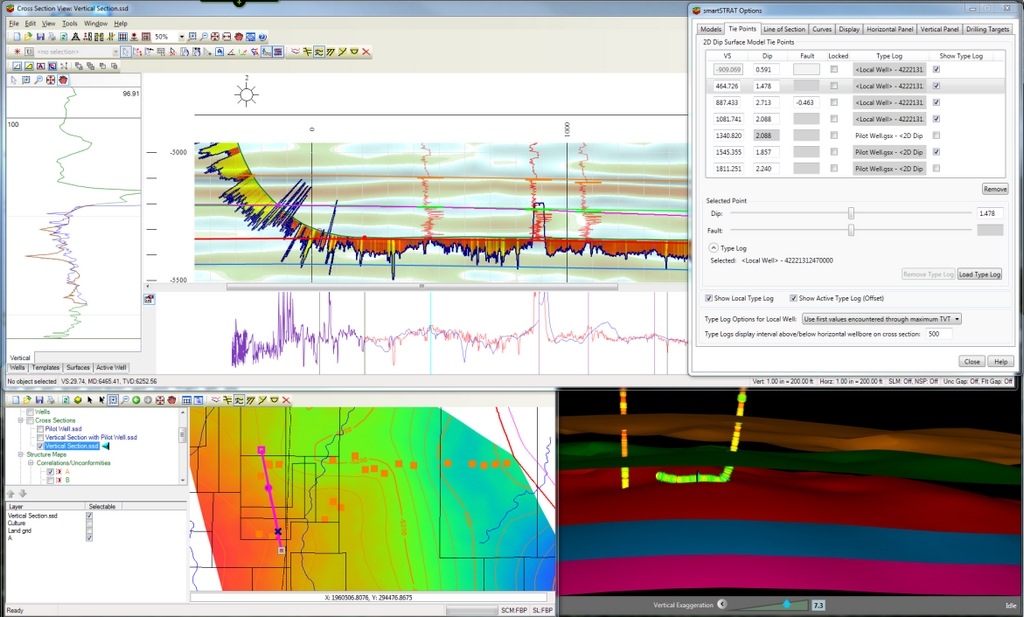 Cross Section View: Vertical Section.ssd
File Edit View Tools Window Help
50%
<no selection>
96.91
100
2
0
1000
-3000
-3500
Vertical
Wells Templates Surfaces Active Well
No object selected VS:29.74, MD:6465.41, TVD:6252.56
Vert: 1.00 in = 200.00 ft Horz: 1.00 in = 200.00 ft SLM: Off, NSP: Off Unc Gap: Off, Flt Gap: Off
smartSTRAT Options
Models Tie Points Line of Section Curves Display Horizontal Panel Vertical Panel Drilling Targets
2D Dip Surface Model Tie Points
VS Dip Fault Locked Type Log Show Type Log
-909.069 0.591 <Local Well> - 4222131
464.726 1.478 <Local Well> - 4222131
887.433 2.713 -0.463 <Local Well> - 4222131
1081.741 2.088 <Local Well> - 4222131
1340.820 2.088 Pilot Well.gsx - <2D Dip
1545.355 1.857 Pilot Well.gsx - <2D Dip
1811.251 2.240 Pilot Well.gsx - <2D Dip
Remove
Selected Point
Dip: 1.478
Fault:
Type Log
Selected: <Local Well> - 42221312470000
Remove Type Log Load Type Log
Show Local Type Log Show Active Type Log (Offset)
Type Log Options for Local Well: Use first values encountered through maximum TVT
Type Logs display interval above/below horizontal wellbore on cross section: 500
Close Help
Wells
Cross Sections
Pilot Well.ssd
Vertical Section with Pilot Well.ssd
Vertical Section.ssd
Structure Maps
Correlations/Unconformities
A
B
Layer Selectable
Vertical Section.ssd
Culture
Land grid
A
X: 1960506.8076, Y: 294476.8675
Ready
SCM:FBP SL:FBP
Vertical Exaggeration 7.3
Idle